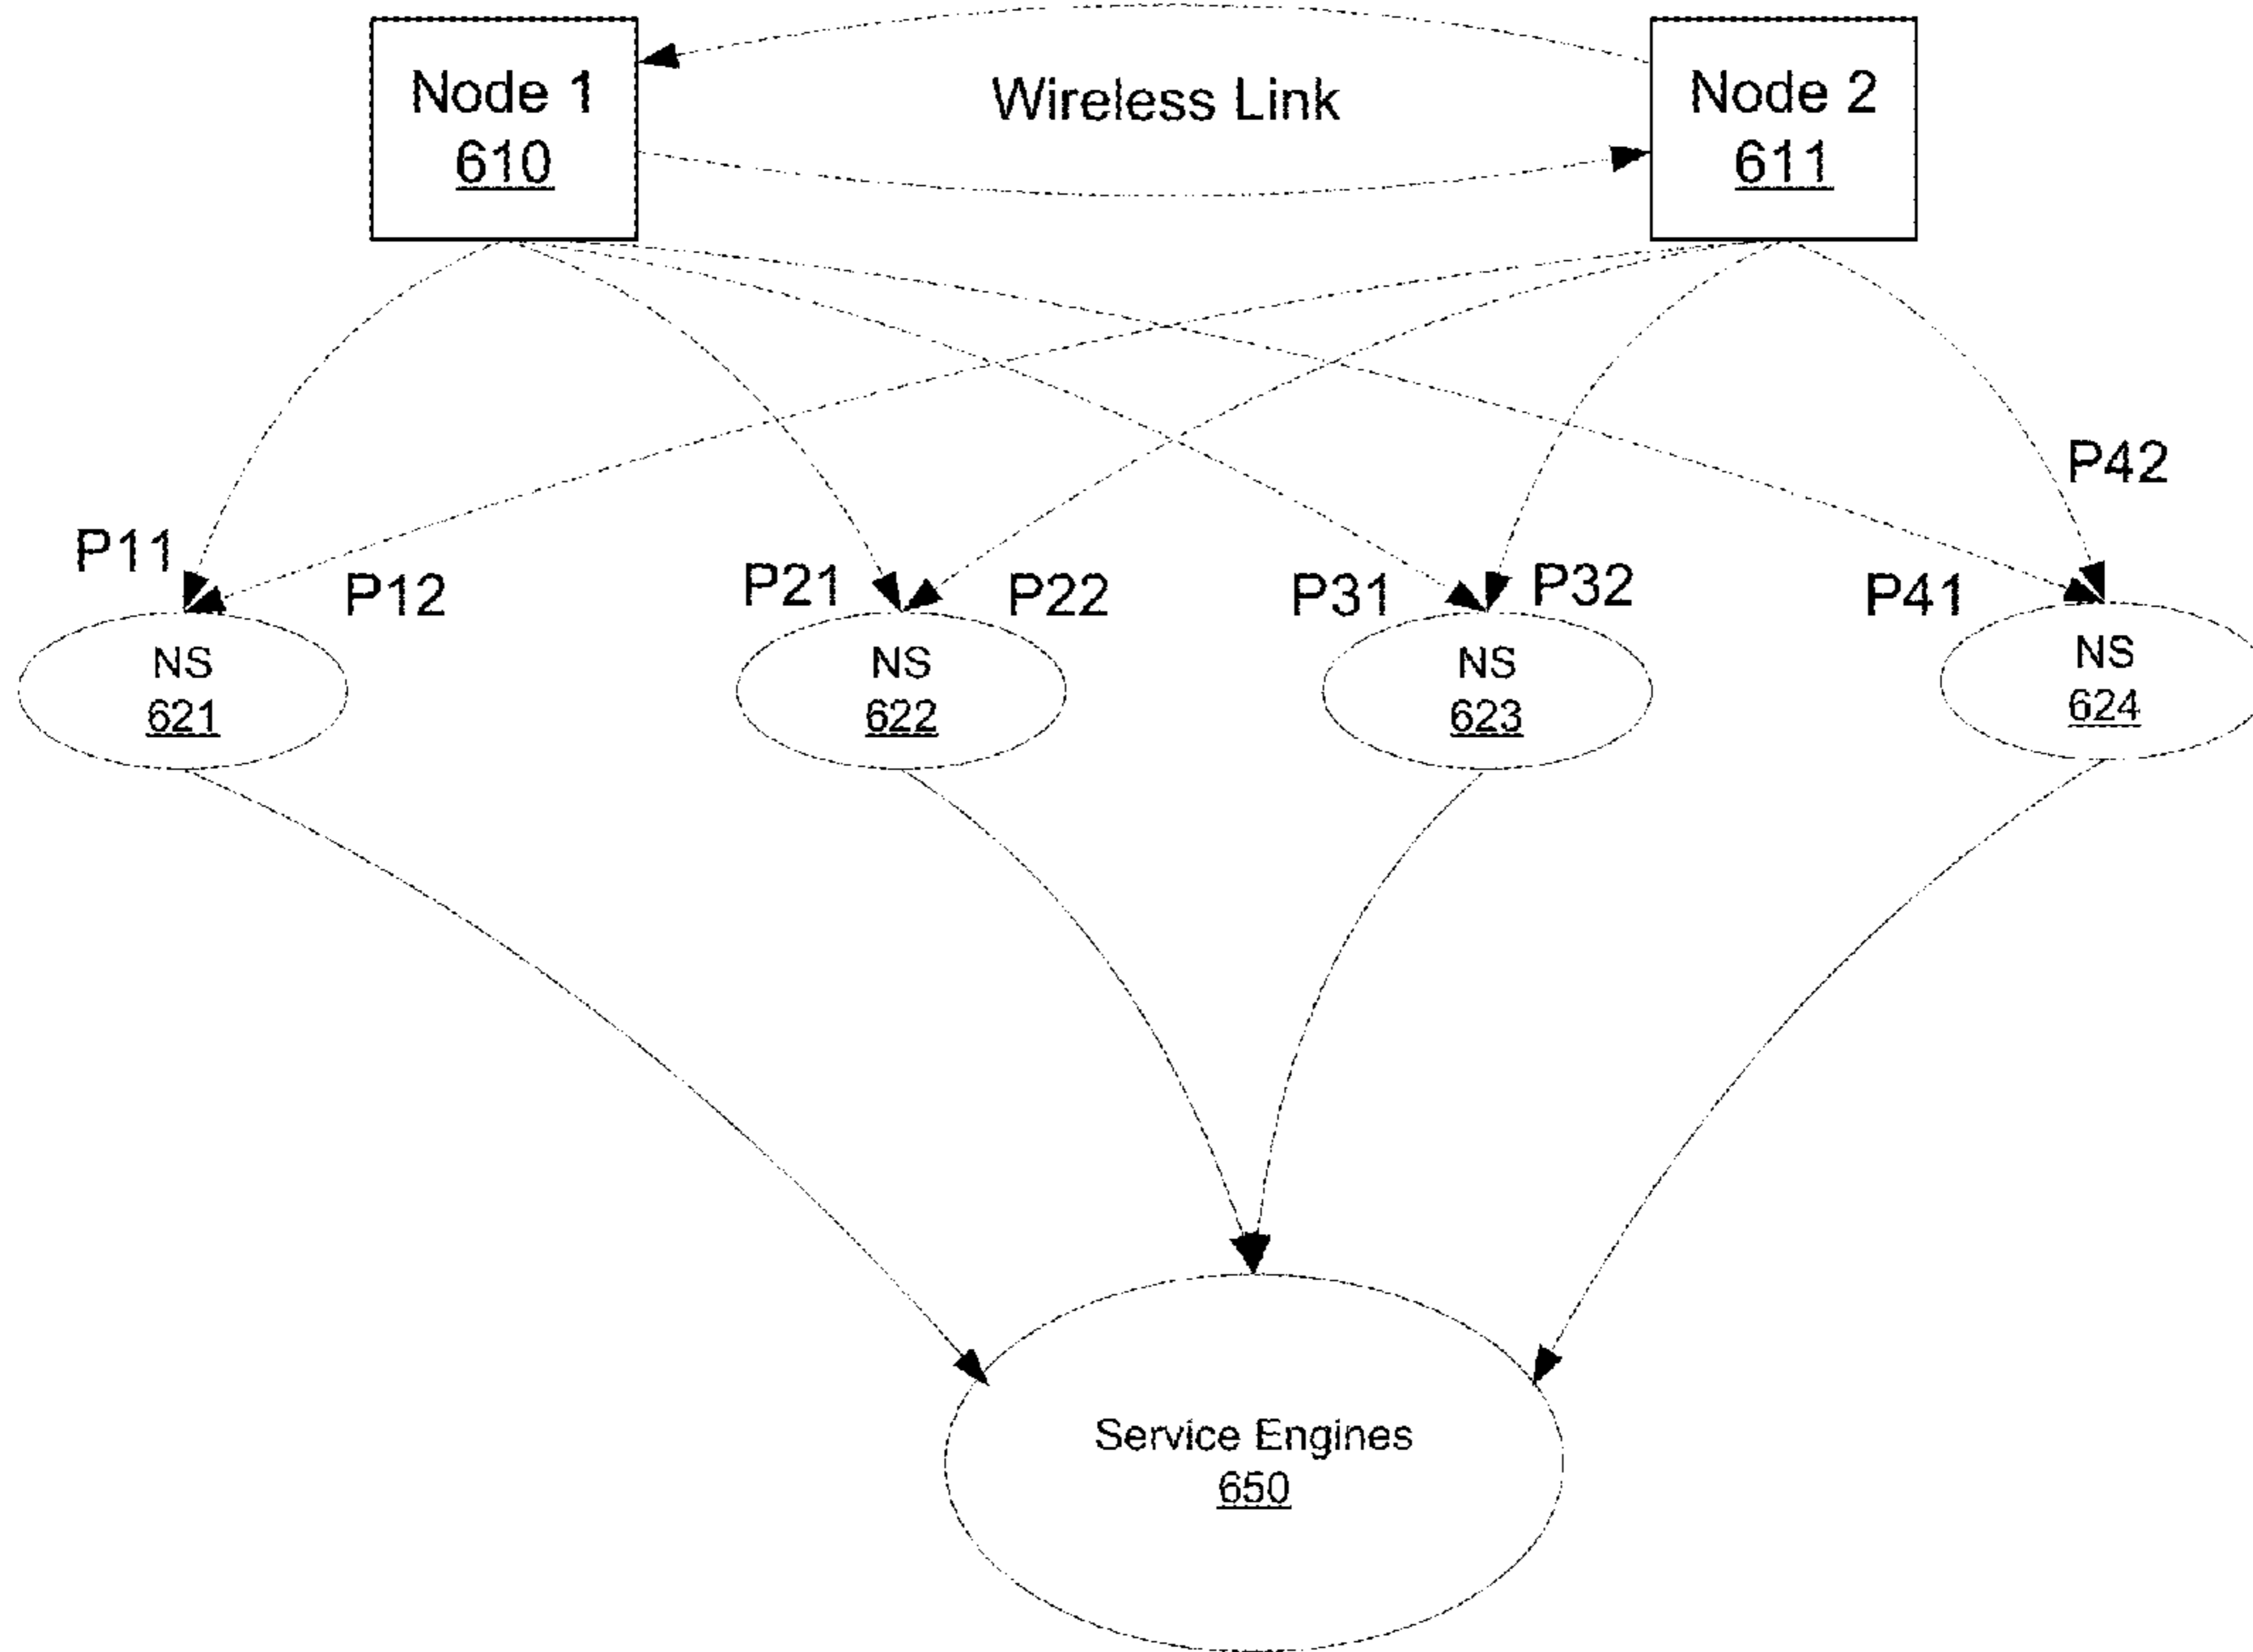 Node 1
610
Wireless Link
Node 2
611
P42
P11
P12
P21
P22
P31
P32
P41
NS
621
NS
622
NS
623
NS
624
Service Engines
650